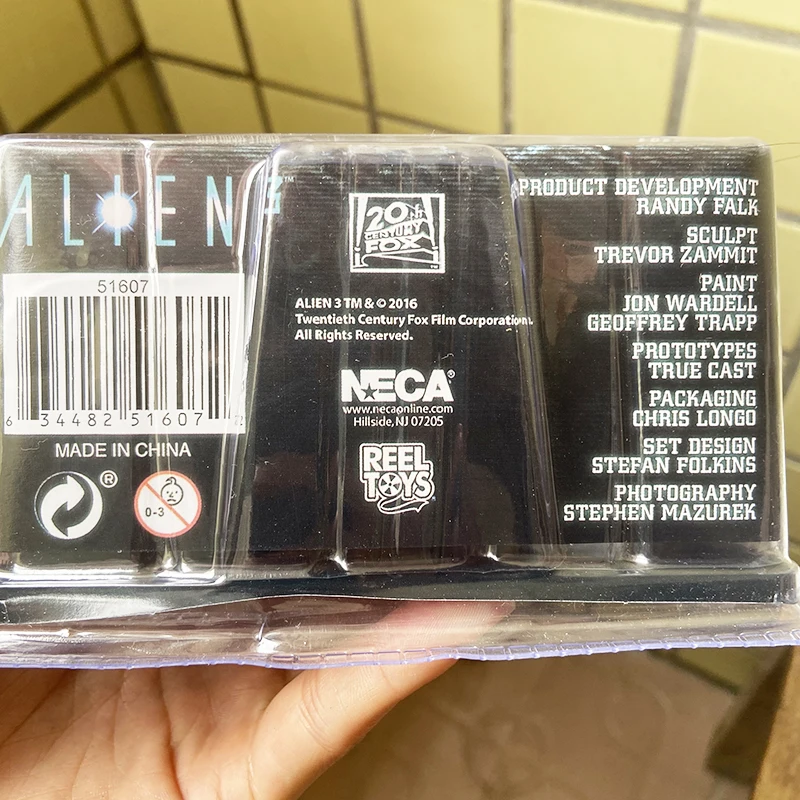 ALIEN 3™
51607
6 34482 51607
MADE IN CHINA
®
0-3
20th
CENTURY
FOX
ALIEN 3 TM & © 2016
Twentieth Century Fox Film Corporation.
All Rights Reserved.
NECA®
www.necaonline.com
Hillside, NJ 07205
REEL
TOYS
PRODUCT DEVELOPMENT
RANDY FALK
SCULPT
TREVOR ZAMMIT
PAINT
JON WARDELL
GEOFFREY TRAPP
PROTOTYPES
TRUE CAST
PACKAGING
CHRIS LONGO
SET DESIGN
STEFAN FOLKINS
PHOTOGRAPHY
STEPHEN MAZUREK